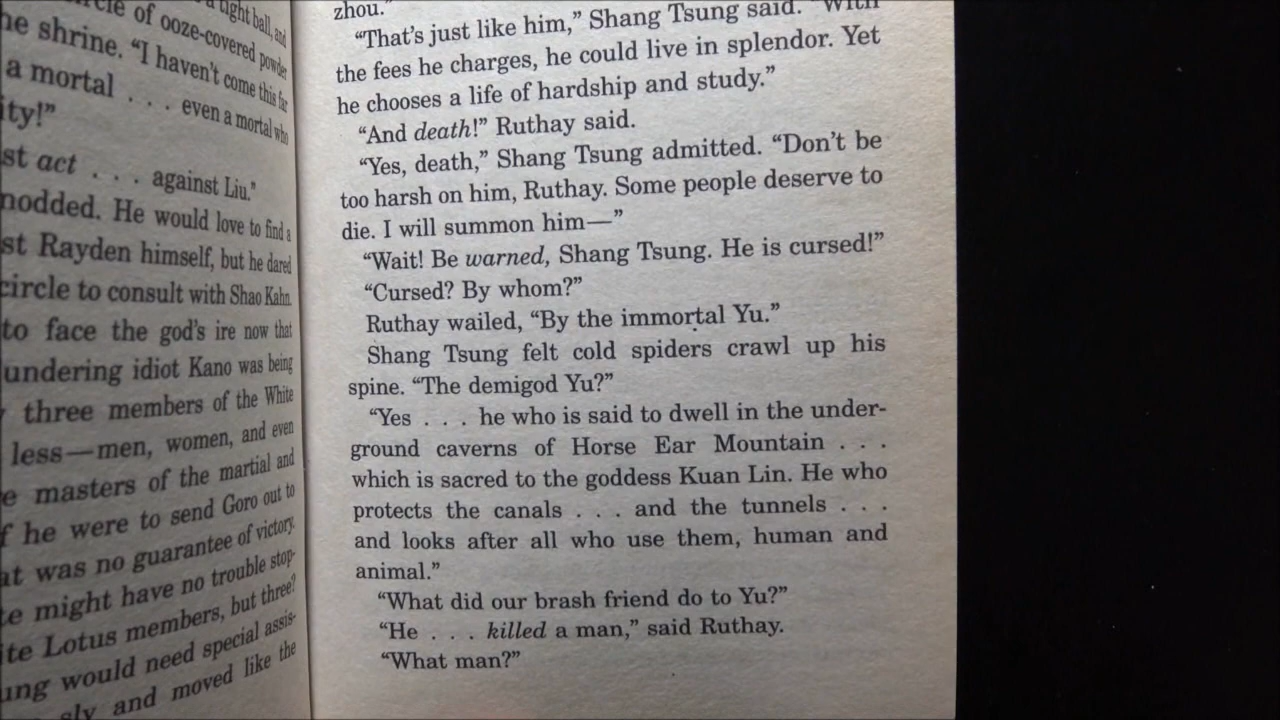 a tight ball, and
of ooze-covered powder
he shrine. "I haven't come this far
a mortal . . . even a mortal who
ity!"
st act . . . against Liu."
nodded. He would love to find a
st Rayden himself, but he dared
circle to consult with Shao Kahn.
to face the god's ire now that
undering idiot Kano was being
three members of the White
less—men, women, and even
e masters of the martial and
f he were to send Goro out to
at was no guarantee of victory.
te might have no trouble stop-
ite Lotus members, but three?
ung would need special assis-
sly and moved like the
zhou."
"That's just like him," Shang Tsung said. "With
the fees he charges, he could live in splendor. Yet
he chooses a life of hardship and study."
"And death!" Ruthay said.
"Yes, death," Shang Tsung admitted. "Don't be
too harsh on him, Ruthay. Some people deserve to
die. I will summon him—"
"Wait! Be warned, Shang Tsung. He is cursed!"
"Cursed? By whom?"
Ruthay wailed, "By the immortal Yu."
Shang Tsung felt cold spiders crawl up his
spine. "The demigod Yu?"
"Yes . . . he who is said to dwell in the under-
ground caverns of Horse Ear Mountain . . .
which is sacred to the goddess Kuan Lin. He who
protects the canals . . . and the tunnels . . .
and looks after all who use them, human and
animal."
"What did our brash friend do to Yu?"
"He . . . killed a man," said Ruthay.
"What man?"